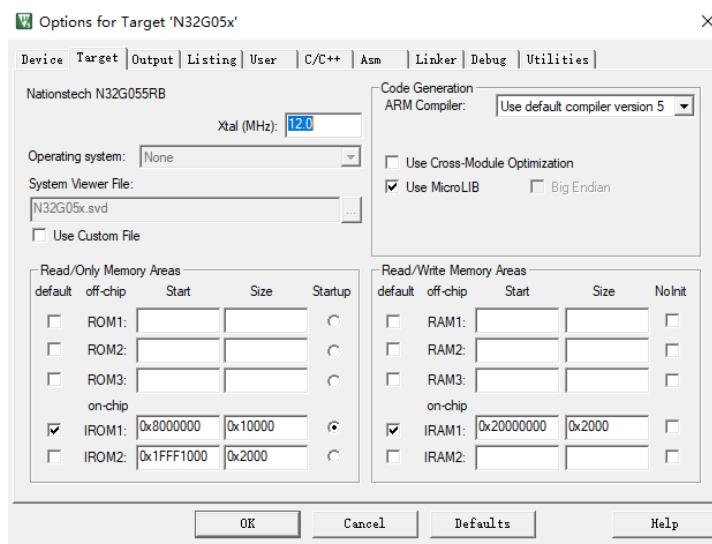 Options for Target 'N32G05x'
Device Target Output Listing User C/C++ Asm Linker Debug Utilities
Nationstech N32G055RB
Xtal (MHz): 12.0
Operating system: None
System Viewer File:
N32G05x.svd ...
Use Custom File
Code Generation
ARM Compiler: Use default compiler version 5
Use Cross-Module Optimization
Use MicroLIB Big Endian
Read/Only Memory Areas
default off-chip Start Size Startup
ROM1:
ROM2:
ROM3:
on-chip
IROM1: 0x8000000 0x10000
IROM2: 0x1FFF1000 0x2000
Read/Write Memory Areas
default off-chip Start Size NoInit
RAM1:
RAM2:
RAM3:
on-chip
IRAM1: 0x20000000 0x2000
IRAM2:
OK Cancel Defaults Help